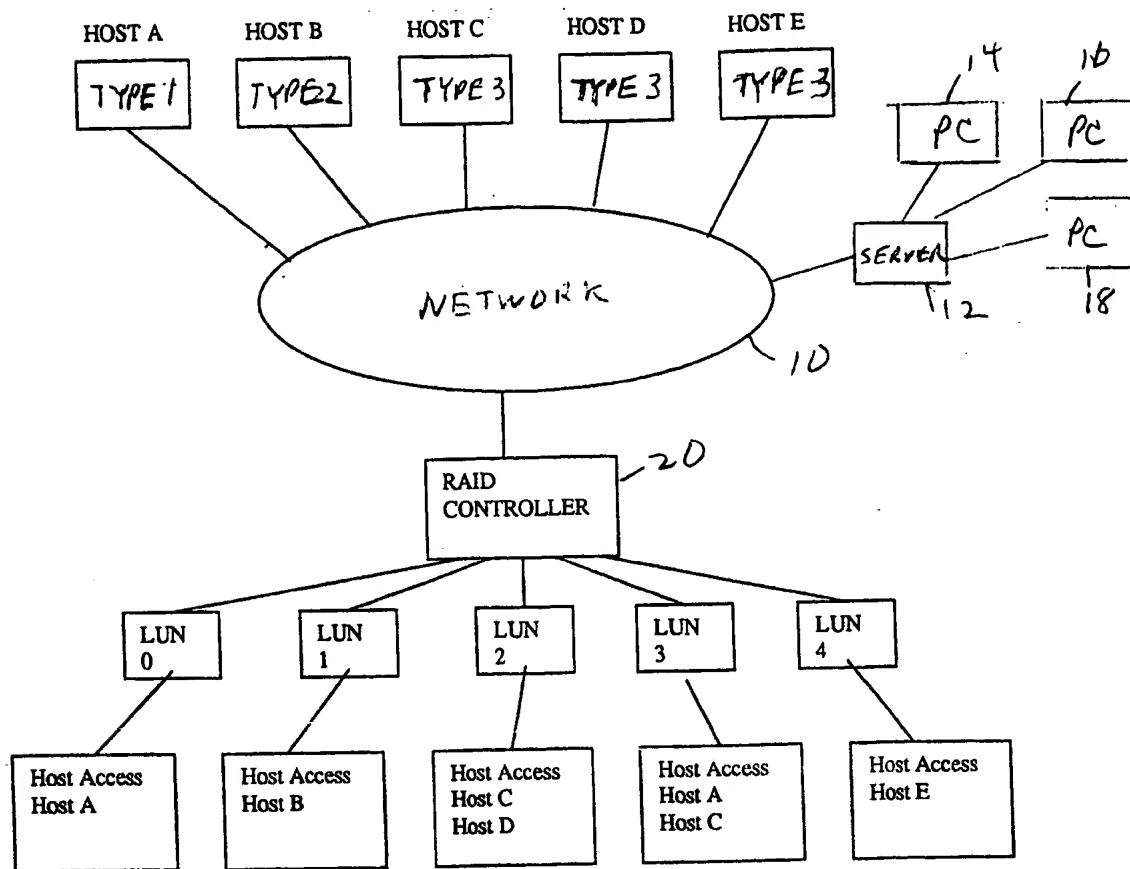 HOST A
HOST B
HOST C
HOST D
HOST E
TYPE 1
TYPE22
TYPE 3
TYPE 3
TYPE 3
14
16
PC
PC
PC
SERVER
12
18
NETWORK
10
RAID
CONTROLLER
20
LUN
0
LUN
1
LUN
2
LUN
3
LUN
4
Host Access
Host A
Host Access
Host B
Host Access
Host C
Host D
Host Access
Host A
Host C
Host Access
Host E